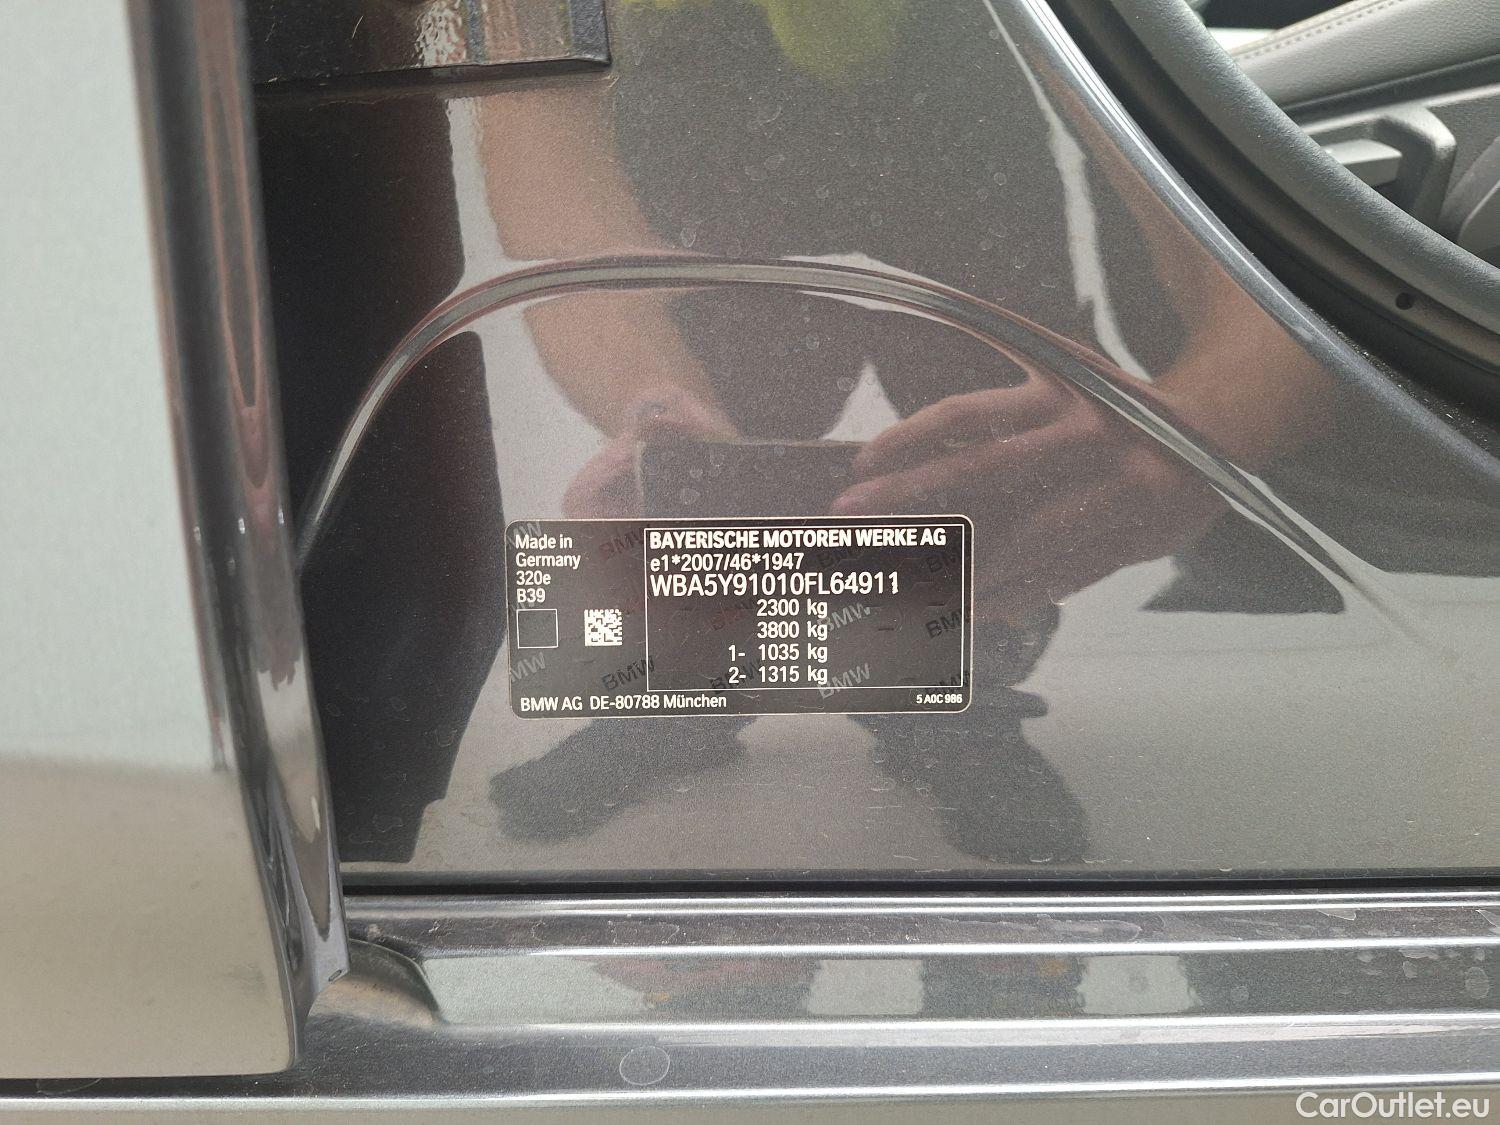 Made in
Germany
320e
B39
BAYERISCHE MOTOREN WERKE AG
e1*2007/46*1947
WBA5Y91010FL64911
2300 kg
3800 kg
1- 1035 kg
2- 1315 kg
BMW AG DE-80788 München
5 A0C 986
CarOutlet.eu